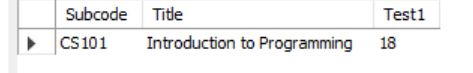 Subcode Title Test1
CS101 Introduction to Programming 18